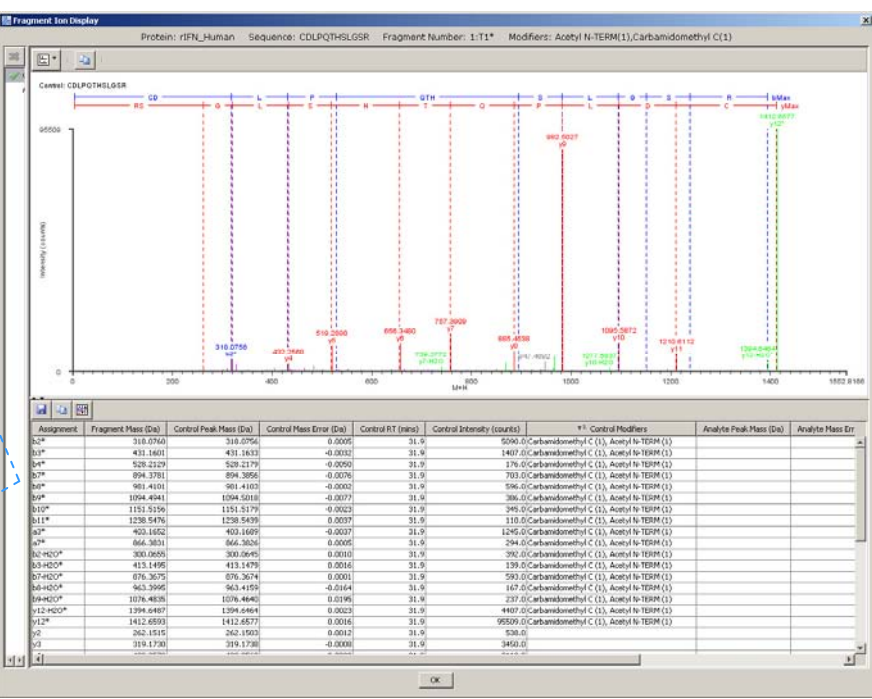 Fragment Ion Display
Protein: rIFN_Human Sequence: CDLPQTHSLGSR Fragment Number: 1:T1* Modifiers: Acetyl N-TERM(1),Carbamidomethyl C(1)
Control: CDLPQTHSLGSR
CD L P QTH S L G S R bMax
RS G L S H T Q P L D C yMax
95509
1412.6577
y12*
982.5027
y9
Intensity (counts)
318.0756
b2*
y4
y5
y6
y7
y8
1095.5872
y10
1210.6112
y11
0
0 200 400 600 800 1000 1200 1400 1552.8166
M+H
Assignment Fragment Mass (Da) Control Peak Mass (Da) Control Mass Error (Da) Control RT (mins) Control Intensity (counts) Control Modifiers Analyte Peak Mass (Da) Analyte Mass Err
b2* 318.0760 318.0756 0.0005 31.9 5090.0 Carbamidomethyl C (1), Acetyl N-TERM (1)
b3* 431.1601 431.1633 -0.0032 31.9 1407.0 Carbamidomethyl C (1), Acetyl N-TERM (1)
b4* 528.2129 528.2179 -0.0050 31.9 176.0 Carbamidomethyl C (1), Acetyl N-TERM (1)
b7* 894.3781 894.3856 -0.0076 31.9 703.0 Carbamidomethyl C (1), Acetyl N-TERM (1)
b8* 981.4101 981.4103 -0.0002 31.9 596.0 Carbamidomethyl C (1), Acetyl N-TERM (1)
b9* 1094.4941 1094.5018 -0.0077 31.9 386.0 Carbamidomethyl C (1), Acetyl N-TERM (1)
b10* 1151.5156 1151.5179 -0.0023 31.9 345.0 Carbamidomethyl C (1), Acetyl N-TERM (1)
b11* 1238.5476 1238.5439 0.0037 31.9 110.0 Carbamidomethyl C (1), Acetyl N-TERM (1)
a3* 403.1652 403.1689 -0.0037 31.9 1245.0 Carbamidomethyl C (1), Acetyl N-TERM (1)
a7* 866.3831 866.3826 0.0005 31.9 294.0 Carbamidomethyl C (1), Acetyl N-TERM (1)
b2-H2O* 300.0655 300.0645 0.0010 31.9 392.0 Carbamidomethyl C (1), Acetyl N-TERM (1)
b3-H2O* 413.1495 413.1479 0.0016 31.9 139.0 Carbamidomethyl C (1), Acetyl N-TERM (1)
b7-H2O* 876.3675 876.3674 0.0001 31.9 593.0 Carbamidomethyl C (1), Acetyl N-TERM (1)
b8-H2O* 963.3995 963.4159 -0.0164 31.9 167.0 Carbamidomethyl C (1), Acetyl N-TERM (1)
b9-H2O* 1076.4835 1076.4640 0.0195 31.9 237.0 Carbamidomethyl C (1), Acetyl N-TERM (1)
y12-H2O* 1394.6487 1394.6464 0.0023 31.9 4407.0 Carbamidomethyl C (1), Acetyl N-TERM (1)
y12* 1412.6593 1412.6577 0.0016 31.9 95509.0 Carbamidomethyl C (1), Acetyl N-TERM (1)
y2 262.1515 262.1503 0.0012 31.9 538.0
y3 319.1730 319.1738 -0.0008 31.9 3450.0
OK